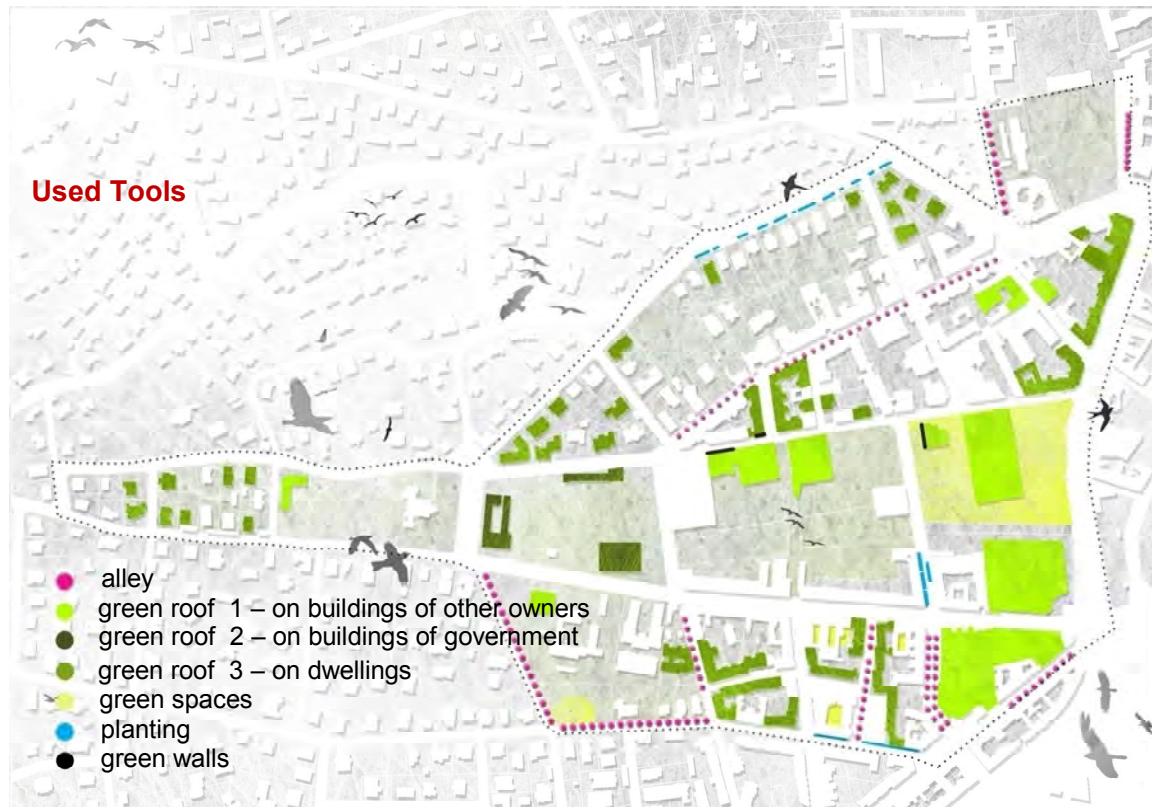 Used Tools
alley
green roof 1 – on buildings of other owners
green roof 2 – on buildings of government
green roof 3 – on dwellings
green spaces
planting
green walls